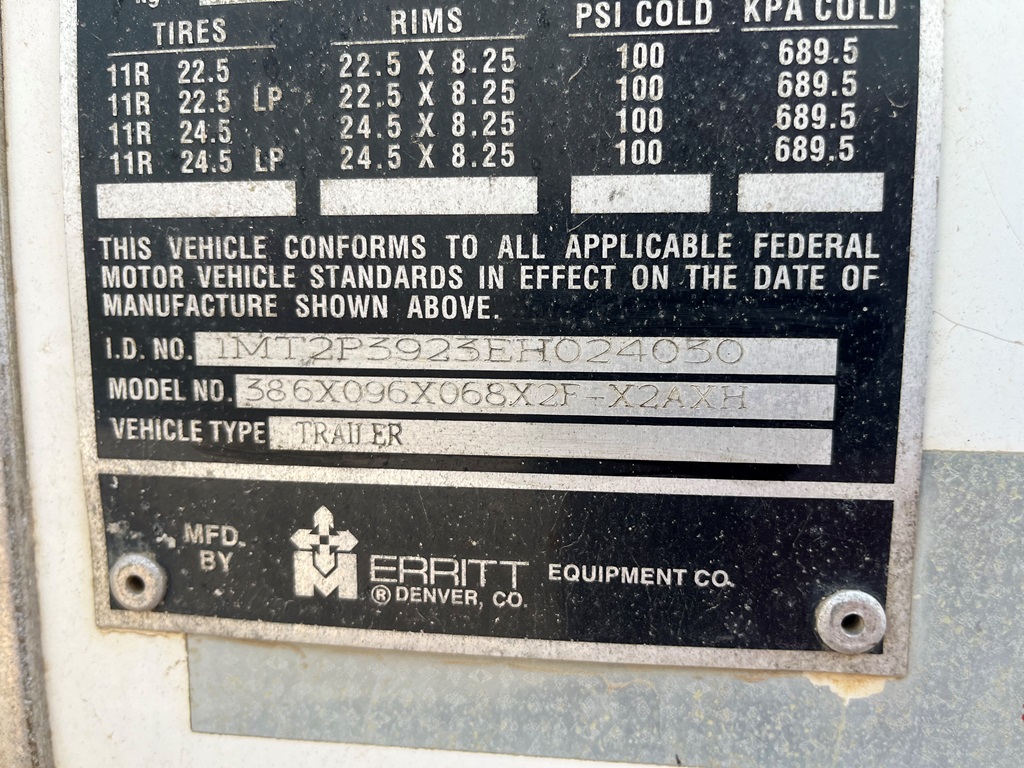 kg
TIRES RIMS PSI COLD KPA COLD
11R 22.5 22.5 X 8.25 100 689.5
11R 22.5 LP 22.5 X 8.25 100 689.5
11R 24.5 24.5 X 8.25 100 689.5
11R 24.5 LP 24.5 X 8.25 100 689.5
THIS VEHICLE CONFORMS TO ALL APPLICABLE FEDERAL
MOTOR VEHICLE STANDARDS IN EFFECT ON THE DATE OF
MANUFACTURE SHOWN ABOVE.
I.D. NO. 1MT2P3923EH024030
MODEL NO. 386X096X068X2F-X2AXH
VEHICLE TYPE TRAILER
MFD.
BY
MERRITT EQUIPMENT CO.
® DENVER, CO.